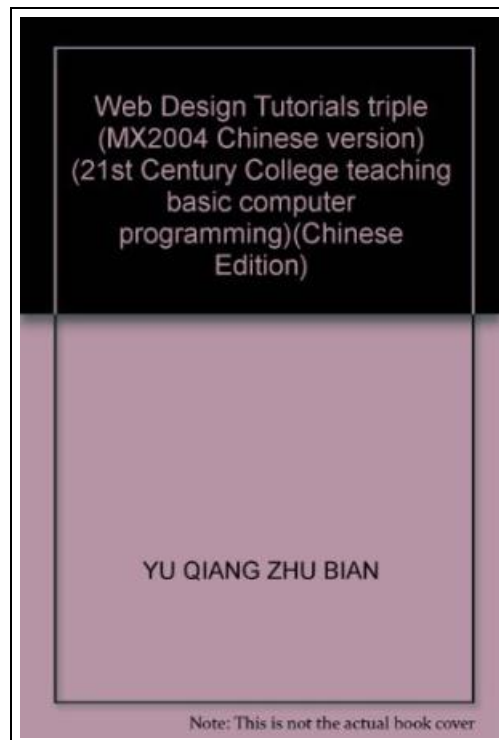 Web Design Tutorials triple
(MX2004 Chinese version)
(21st Century College teaching
basic computer
programming)(Chinese
Edition)
YU QIANG ZHU BIAN
Note: This is not the actual book cover